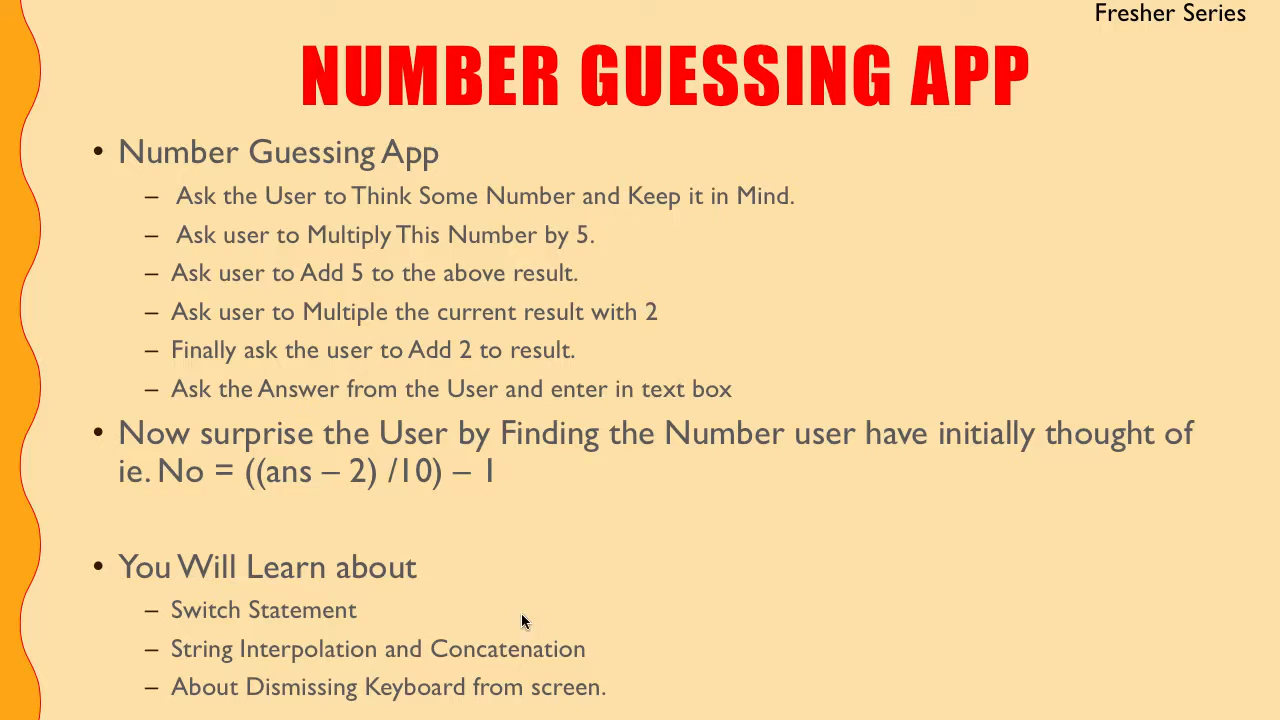 Fresher Series
NUMBER GUESSING APP
• Number Guessing App
– Ask the User to Think Some Number and Keep it in Mind.
– Ask user to Multiply This Number by 5.
– Ask user to Add 5 to the above result.
– Ask user to Multiple the current result with 2
– Finally ask the user to Add 2 to result.
– Ask the Answer from the User and enter in text box
• Now surprise the User by Finding the Number user have initially thought of
ie. No = ((ans – 2) /10) – 1
• You Will Learn about
– Switch Statement
– String Interpolation and Concatenation
– About Dismissing Keyboard from screen.